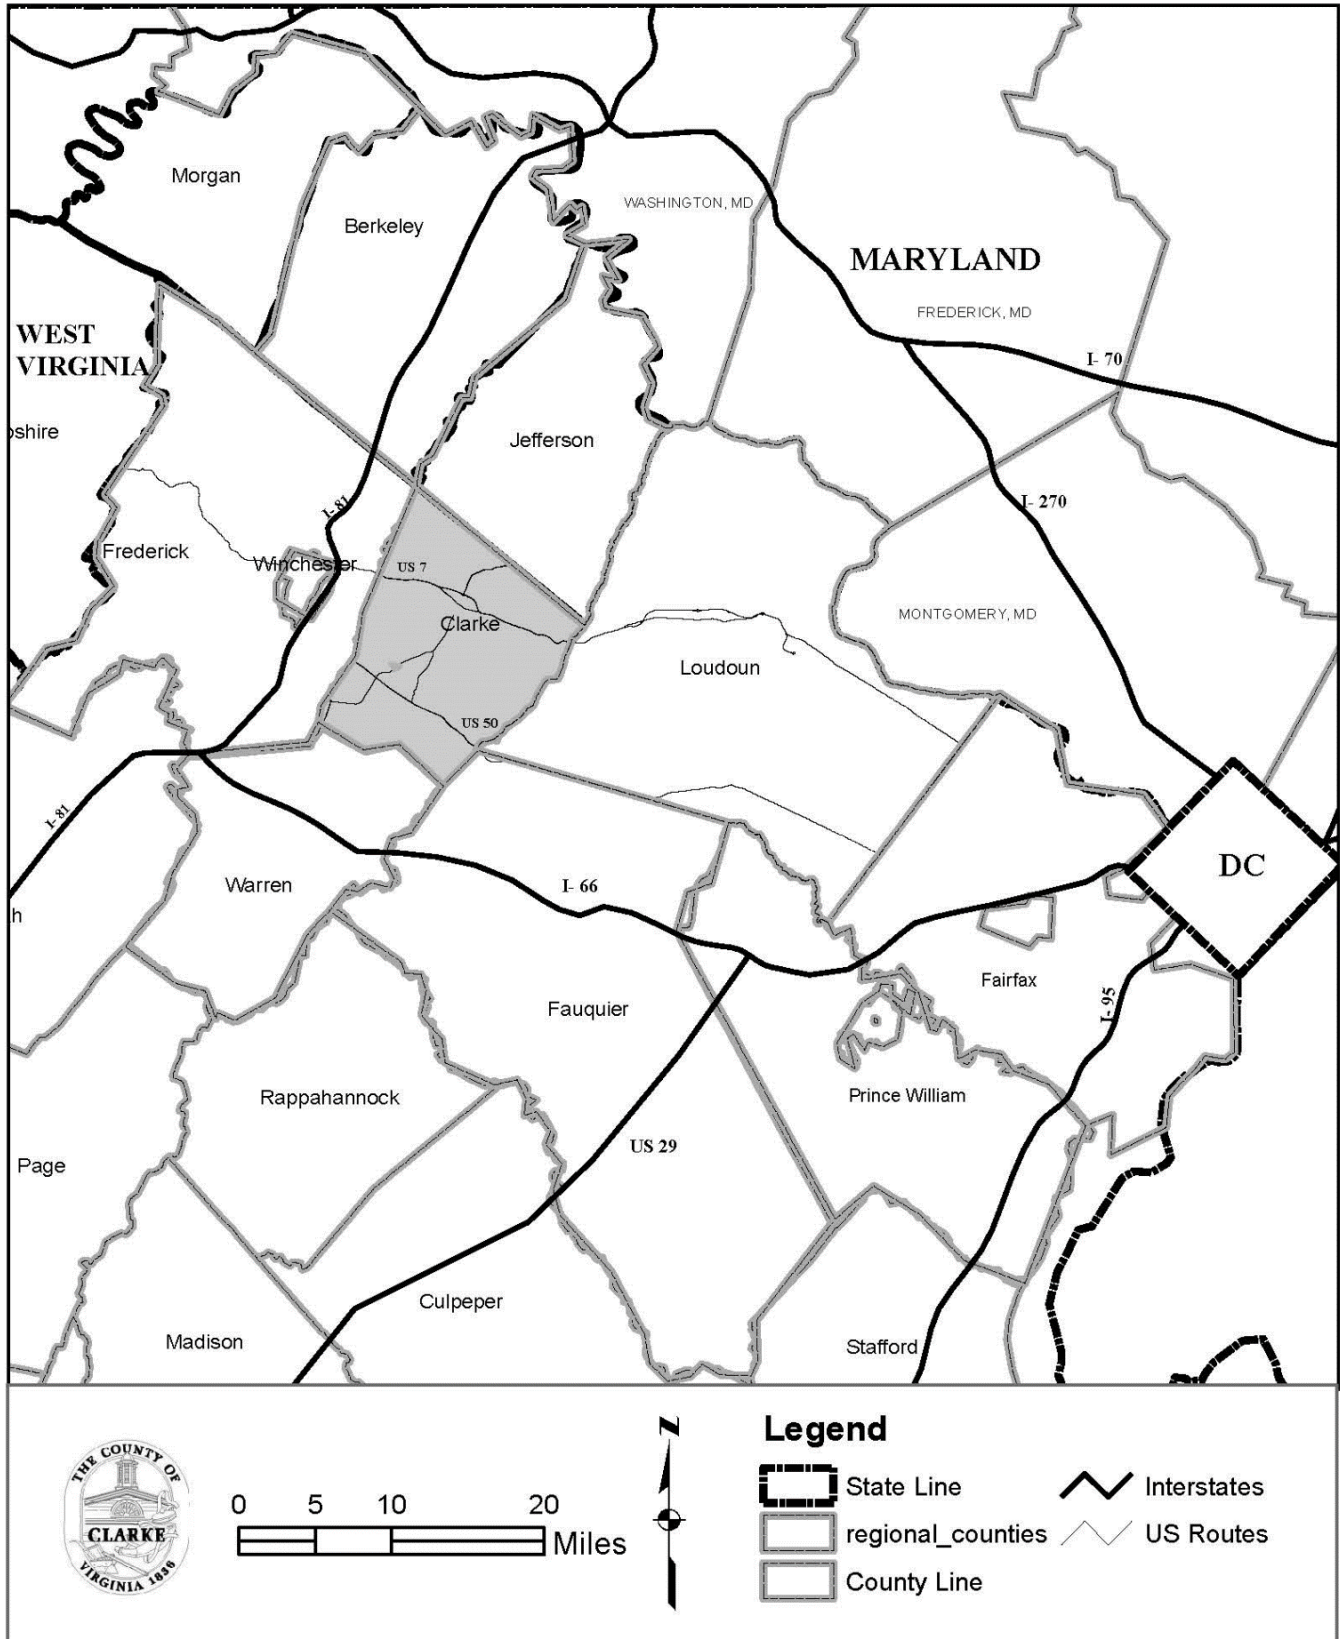 Morgan
Berkeley
WASHINGTON, MD
MARYLAND
FREDERICK, MD
WEST
VIRGINIA
I- 70
pshire
Jefferson
I- 81
I- 270
Frederick
Winchester
US 7
Clarke
MONTGOMERY, MD
Loudoun
US 50
I- 81
DC
Warren
I- 66
h
Fairfax
I- 95
Fauquier
Rappahannock
Prince William
US 29
Page
Culpeper
Madison
Stafford
THE COUNTY OF
CLARKE
VIRGINIA 1836
0 5 10 20
Miles
N
Legend
State Line
Interstates
regional_counties
US Routes
County Line